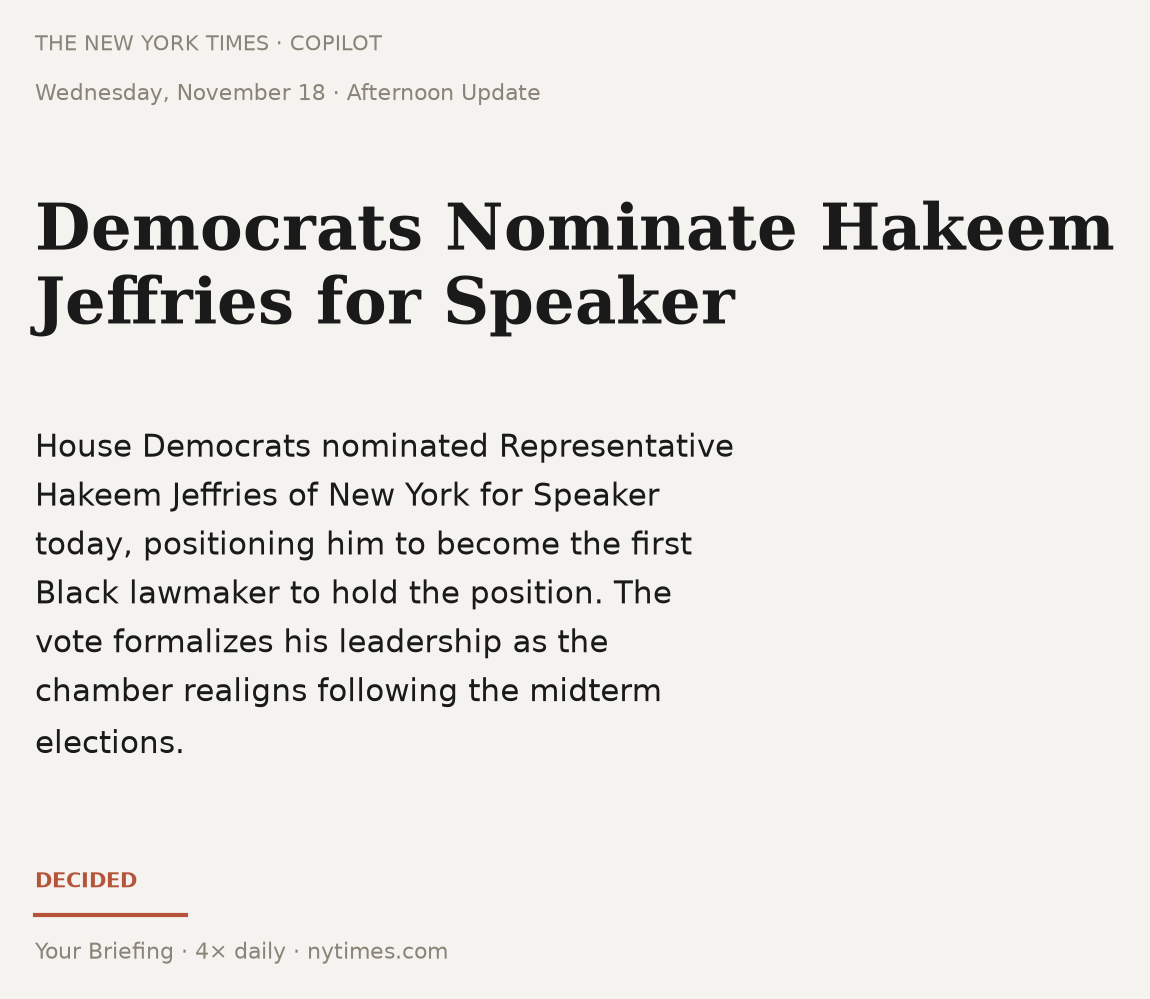 THE NEW YORK TIMES · COPILOT
Wednesday, November 18 · Afternoon Update
Democrats Nominate Hakeem
Jeffries for Speaker
House Democrats nominated Representative
Hakeem Jeffries of New York for Speaker
today, positioning him to become the first
Black lawmaker to hold the position. The
vote formalizes his leadership as the
chamber realigns following the midterm
elections.
DECIDED
Your Briefing · 4× daily · nytimes.com